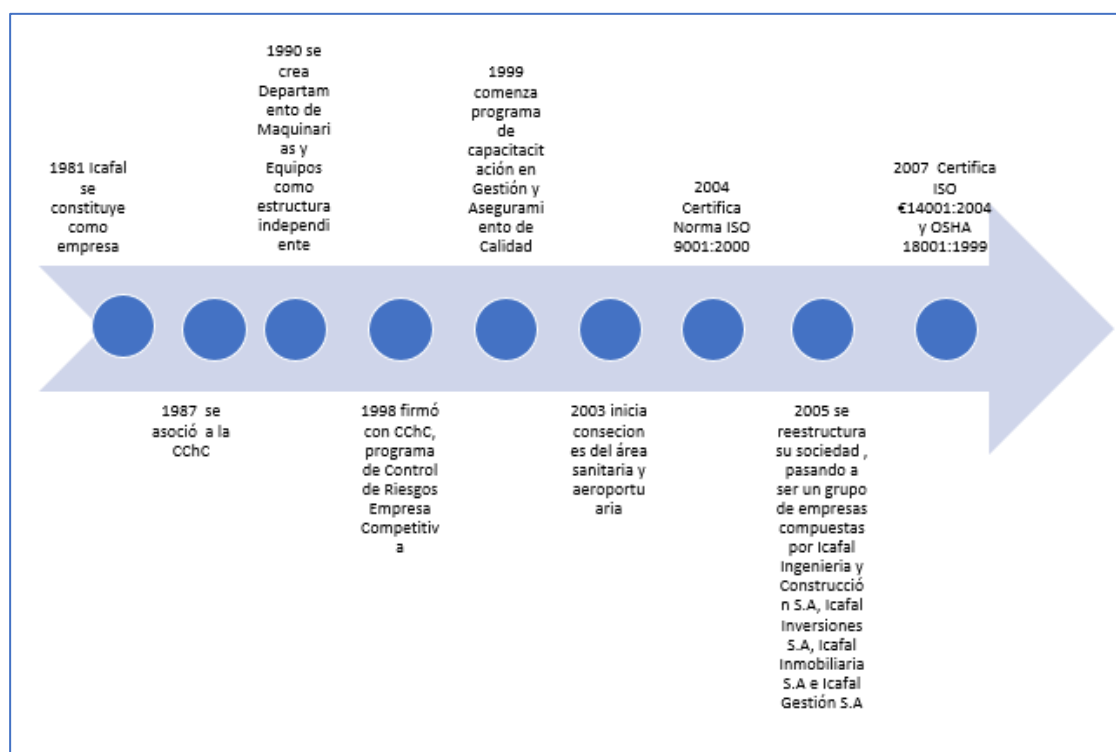 1981 Icafal
se
constituye
como
empresa
1987 se
asoció a la
CChC
1990 se
crea
Departam
ento de
Maquinari
as y
Equipos
como
estructura
independi
ente
1998 firmó
con CChC,
programa
de Control
de Riesgos
Empresa
Competitiv
a
1999
comenza
programa
de
capacitacit
ación en
Gestión y
Asegurami
ento de
Calidad
2003 inicia
consecion
es del área
sanitaria y
aeroportu
aria
2004
Certifica
Norma ISO
9001:2000
2005 se
reestructura
su sociedad ,
pasando a
ser un grupo
de empresas
compuestas
por Icafal
Ingenieria y
Construcció
n S.A, Icafal
Inversiones
S.A, Icafal
Inmobiliaria
S.A e Icafal
Gestión S.A
2007 Certifica
ISO
€14001:2004
y OSHA
18001:1999